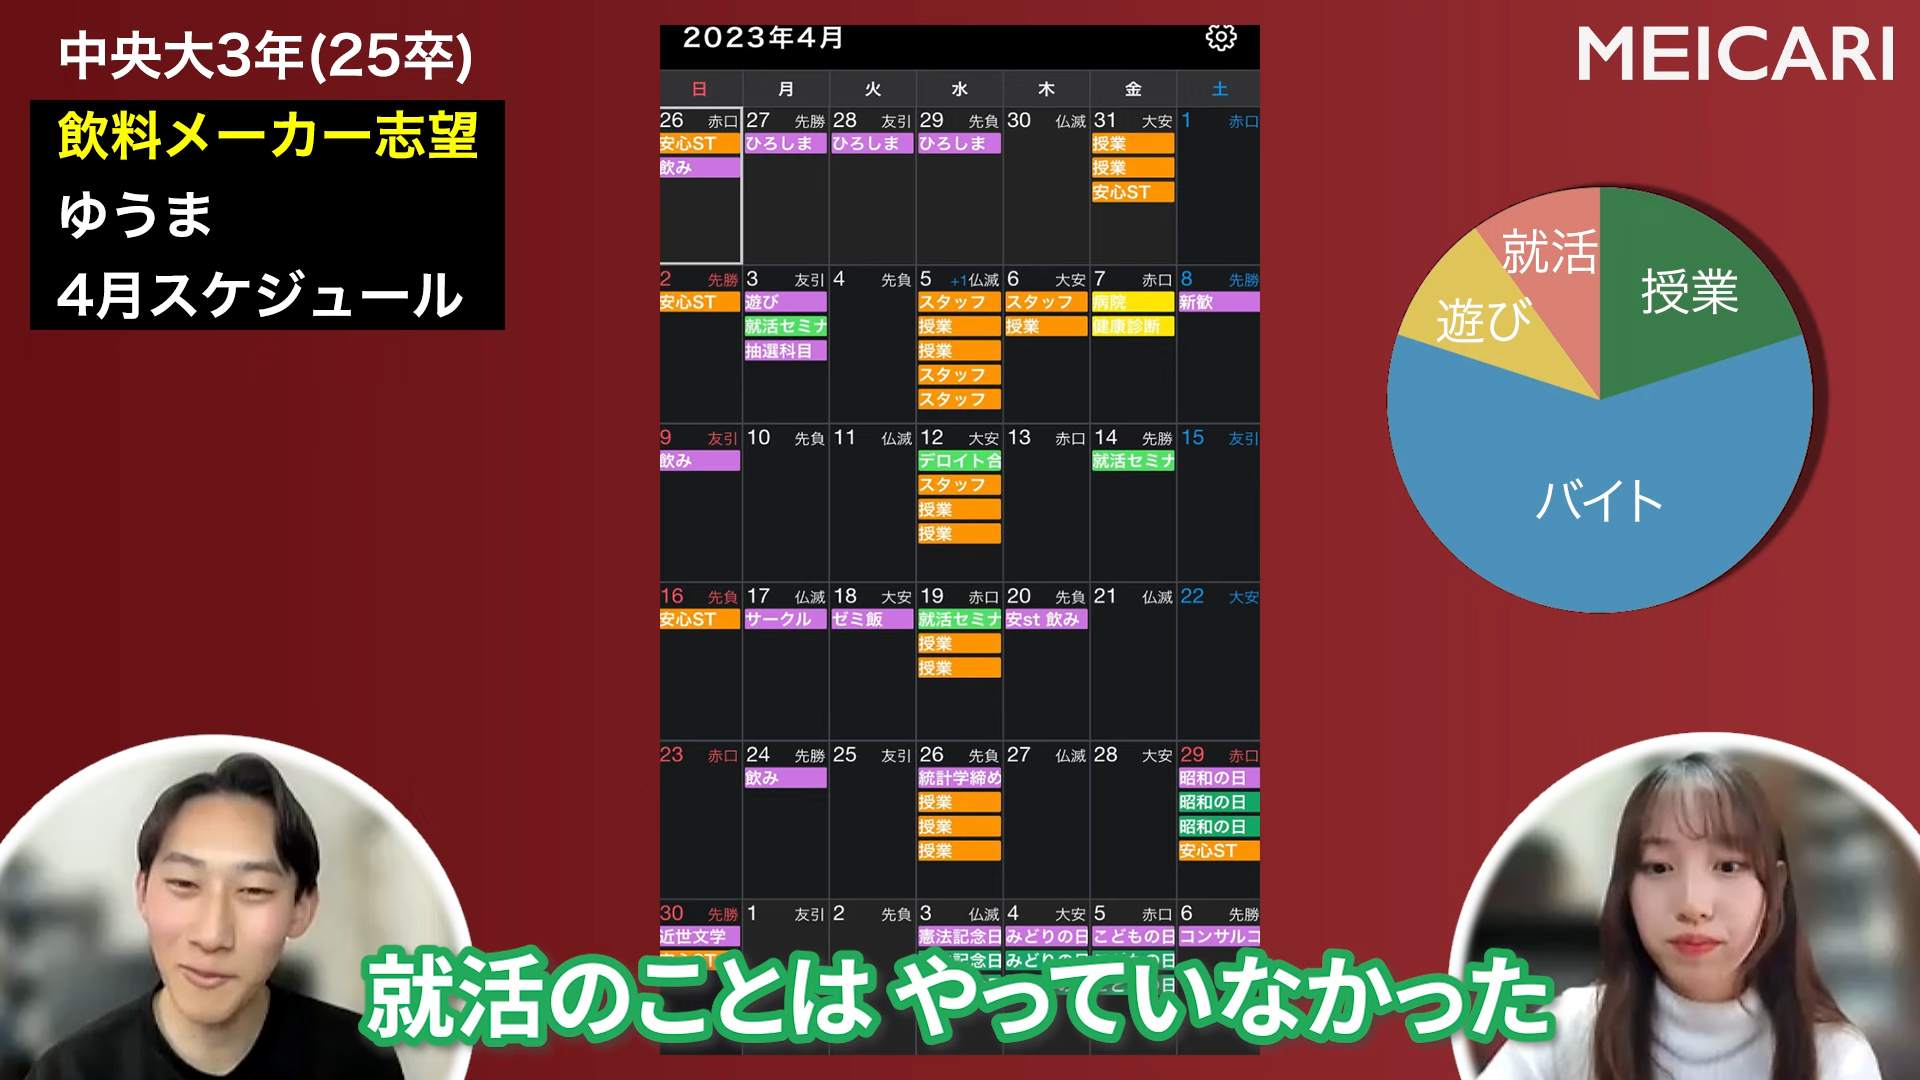 中央大3年(25卒)
飲料メーカー志望
ゆうま
4月スケジュール
MEICARI
2023年4月
日 月 火 水 木 金 土
26 赤口 27 先勝 28 友引 29 先負 30 仏滅 31 大安 1 赤口
安心ST ひろしま ひろしま ひろしま 授業
飲み 授業
安心ST
2 先勝 3 友引 4 先負 5 +1仏滅 6 大安 7 赤口 8 先勝
安心ST 遊び スタッフ スタッフ 病院 新歓
就活セミナ 授業 授業 健康診断
抽選科目 授業
スタッフ
スタッフ
9 友引 10 先負 11 仏滅 12 大安 13 赤口 14 先勝 15 友引
飲み デロイト合 就活セミナ
スタッフ
授業
授業
16 先負 17 仏滅 18 大安 19 赤口 20 先負 21 仏滅 22 大安
安心ST サークル ゼミ飯 就活セミナ 安st 飲み
授業
授業
23 赤口 24 先勝 25 友引 26 先負 27 仏滅 28 大安 29 赤口
飲み 統計学締め 昭和の日
授業 昭和の日
授業 昭和の日
授業 安心ST
30 先勝 1 友引 2 先負 3 仏滅 4 大安 5 赤口 6 先勝
近世文学 憲法記念日 みどりの日 こどもの日 コンサルコ
就活
授業
遊び
バイト
就活のことは やっていなかった